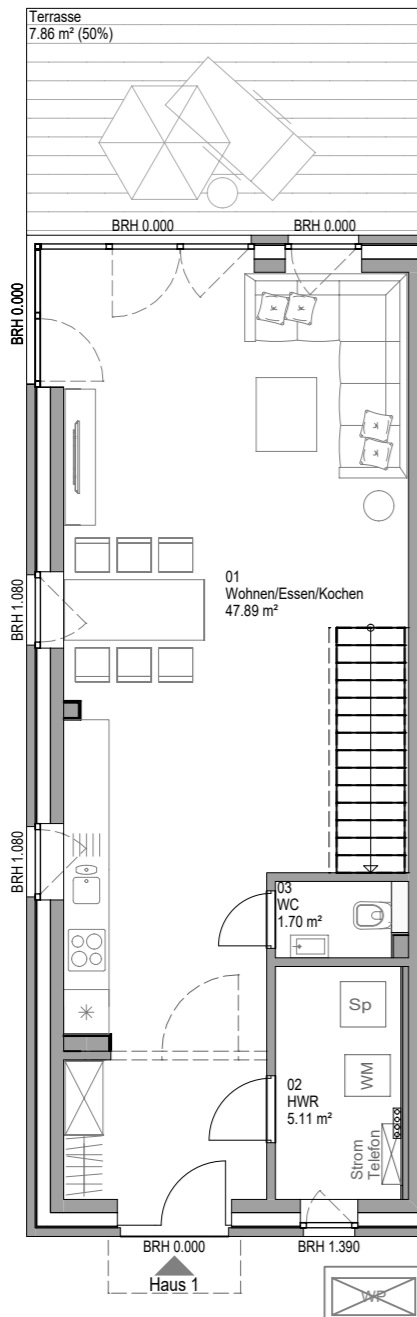 Terrasse
7.86 m² (50%)
BRH 0.000
BRH 0.000
BRH 0.000
BRH 1.080
01
Wohnen/Essen/Kochen
47.89 m²
BRH 1.080
03
WC
1.70 m²
Sp
WM
02
HWR
5.11 m²
Strom
Telefon
BRH 0.000
BRH 1.390
Haus 1
WP